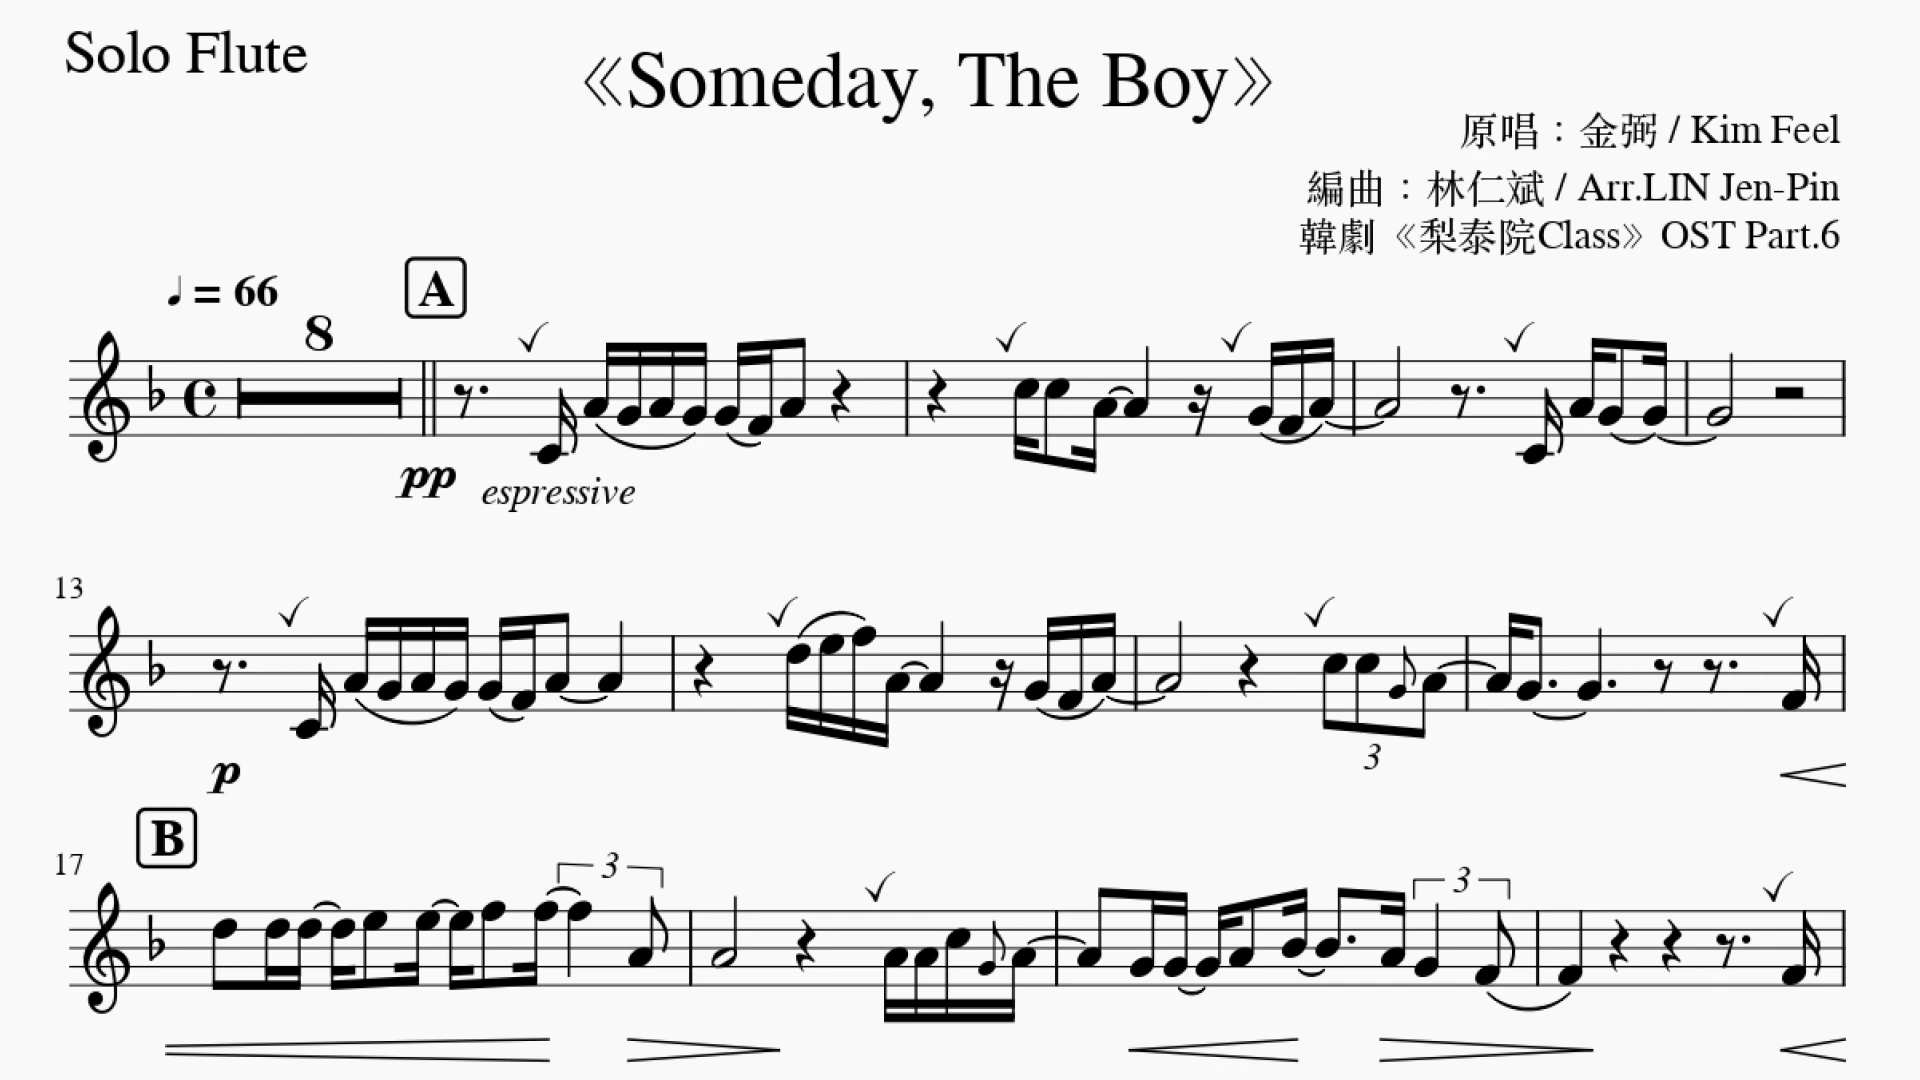 Solo Flute
《Someday, The Boy》
原唱：金弼 / Kim Feel
編曲：林仁斌 / Arr.LIN Jen-Pin
韓劇《梨泰院Class》OST Part.6
♩= 66
8
A
pp
espressive
13
3
p
B
17
3
3